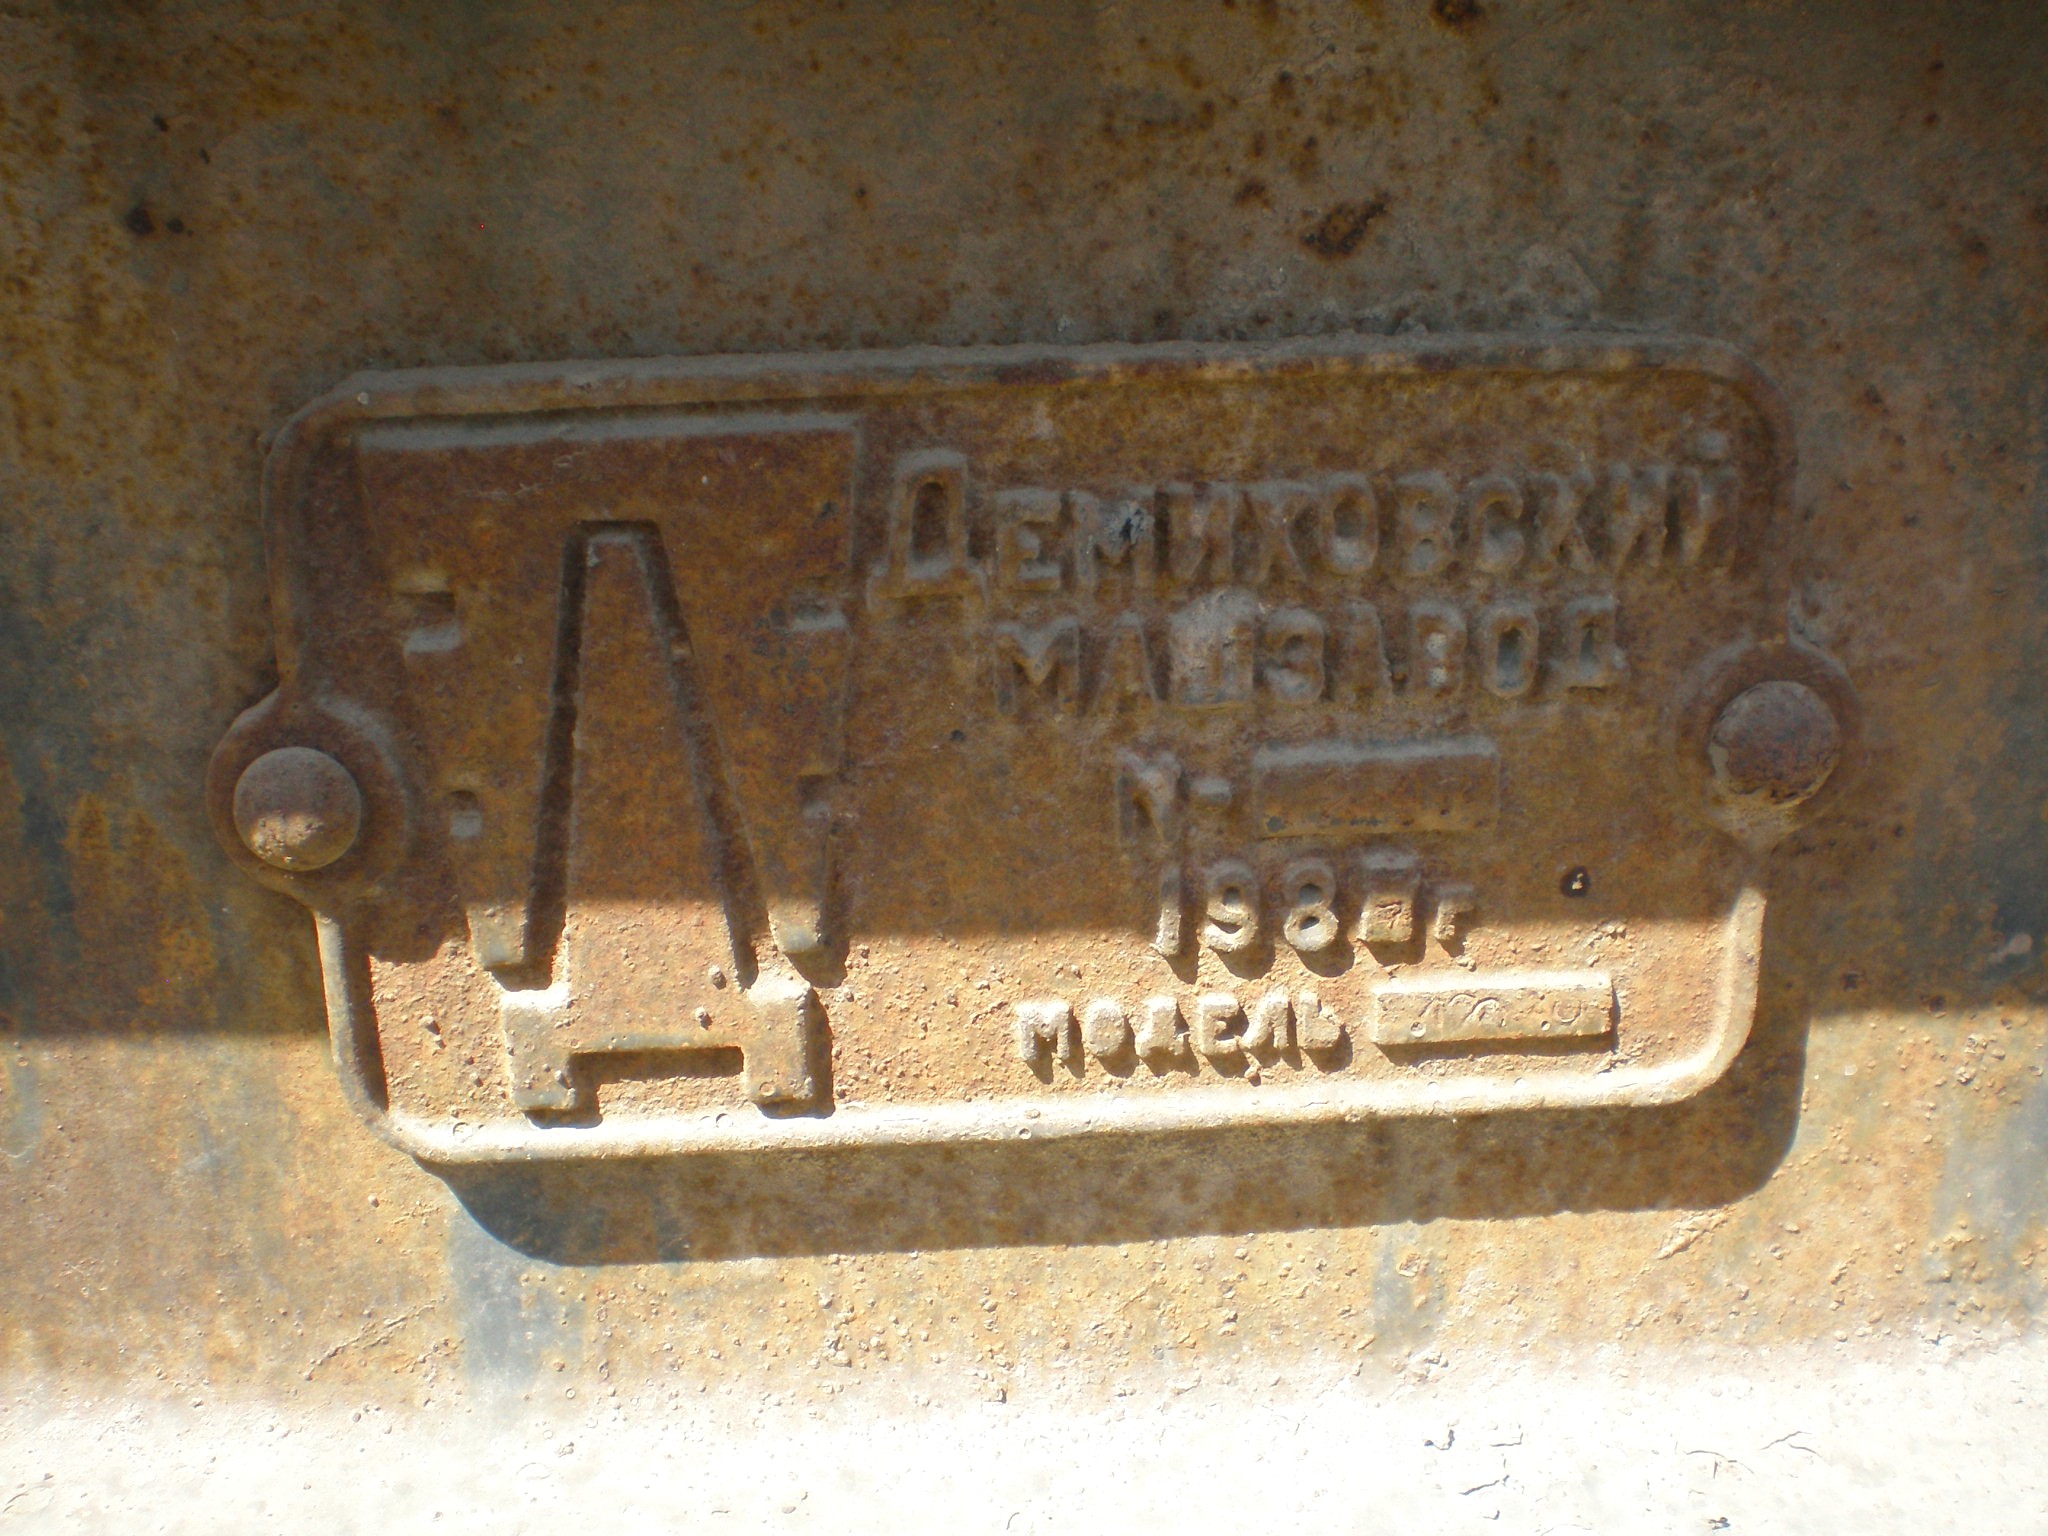 Д
ДЕМИХОВСКИЙ
МАШЗАВОД
№
198 г
МОДЕЛЬ